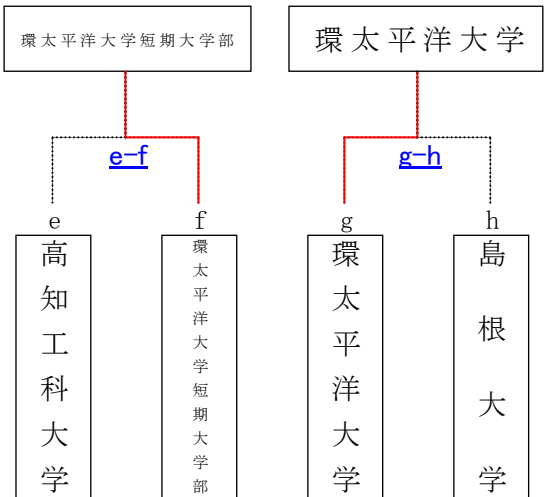 環太平洋大学短期大学部
環太平洋大学
e-f
g-h
e
f
g
h
高知工科大学
環太平洋大学短期大学部
環太平洋大学
島根大学